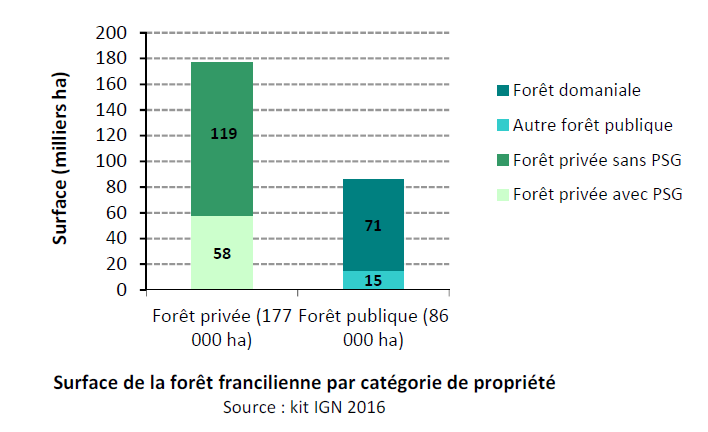 200
180
160
140
120
100
80
60
40
20
0
Surface (milliers ha)
119
58
71
15
Forêt privée (177
000 ha)
Forêt publique (86
000 ha)
Forêt domaniale
Autre forêt publique
Forêt privée sans PSG
Forêt privée avec PSG
Surface de la forêt francilienne par catégorie de propriété
Source : kit IGN 2016